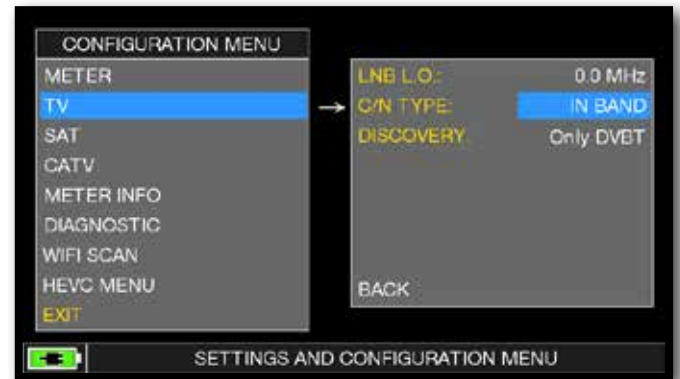 CONFIGURATION MENU
METER
TV
SAT
CATV
METER INFO
DIAGNOSTIC
WIFI SCAN
HEVC MENU
EXIT
→
LNB L.O.: 0.0 MHz
C/N TYPE: IN BAND
DISCOVERY: Only DVBT
BACK
SETTINGS AND CONFIGURATION MENU